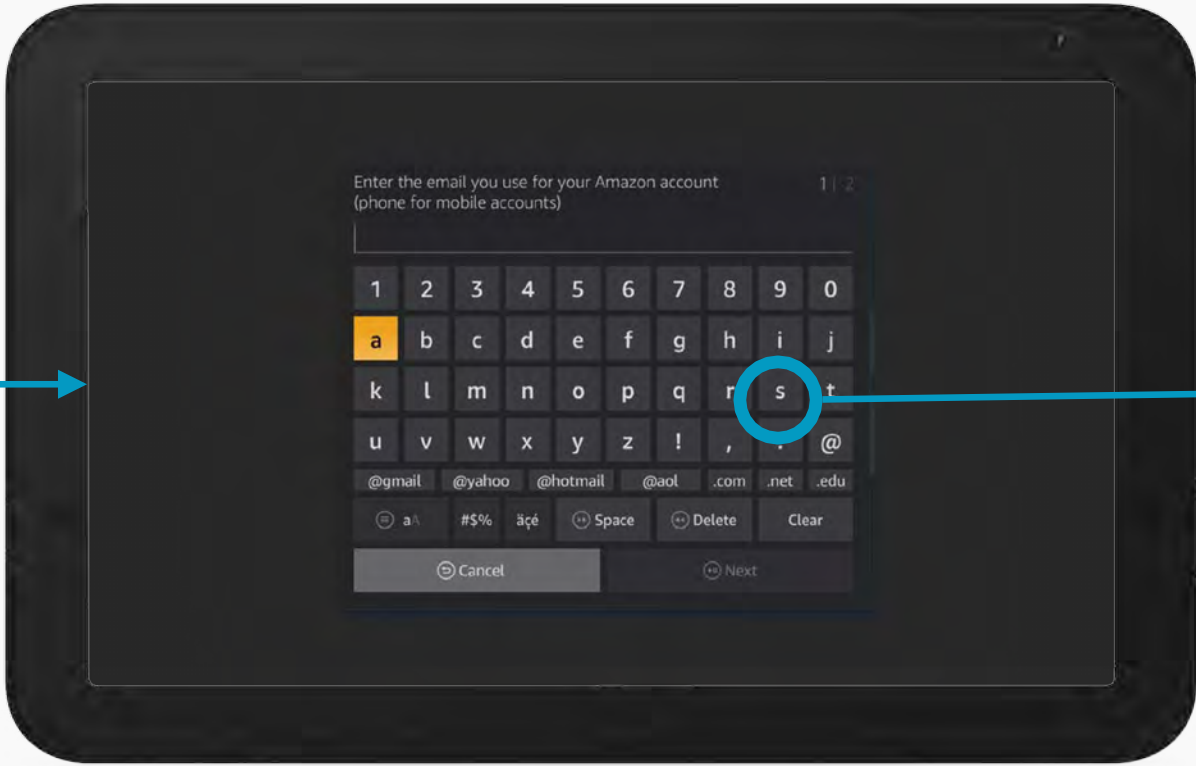 Enter the email you use for your Amazon account 1 | 2
(phone for mobile accounts)
1 2 3 4 5 6 7 8 9 0
a b c d e f g h i j
k l m n o p q r s t
u v w x y z ! , . @
@gmail @yahoo @hotmail @aol .com .net .edu
aA #$% äçé Space Delete Clear
Cancel Next